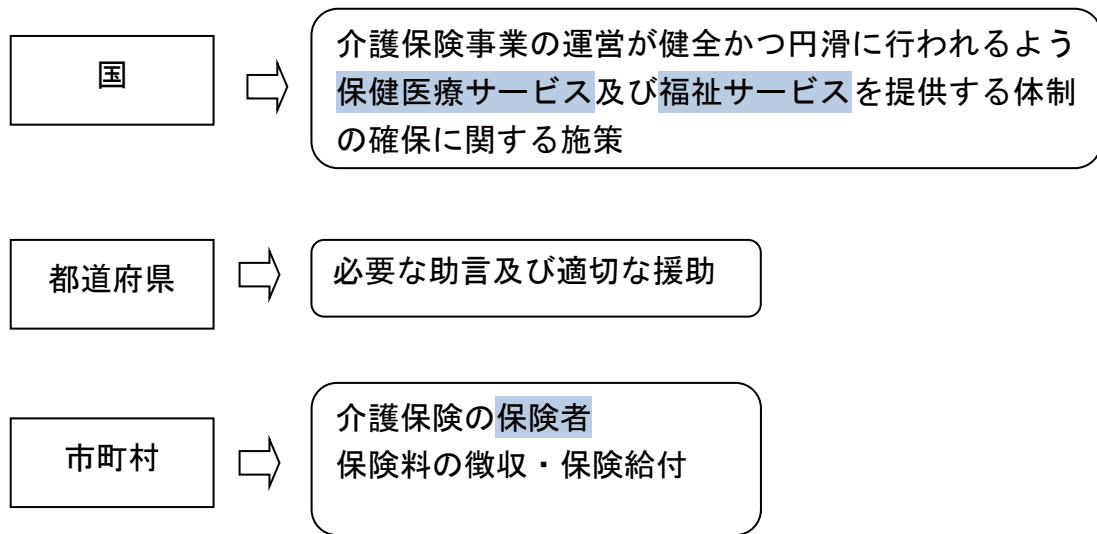 国
介護保険事業の運営が健全かつ円滑に行われるよう
保健医療サービス及び福祉サービスを提供する体制
の確保に関する施策
都道府県
必要な助言及び適切な援助
市町村
介護保険の保険者
保険料の徴収・保険給付